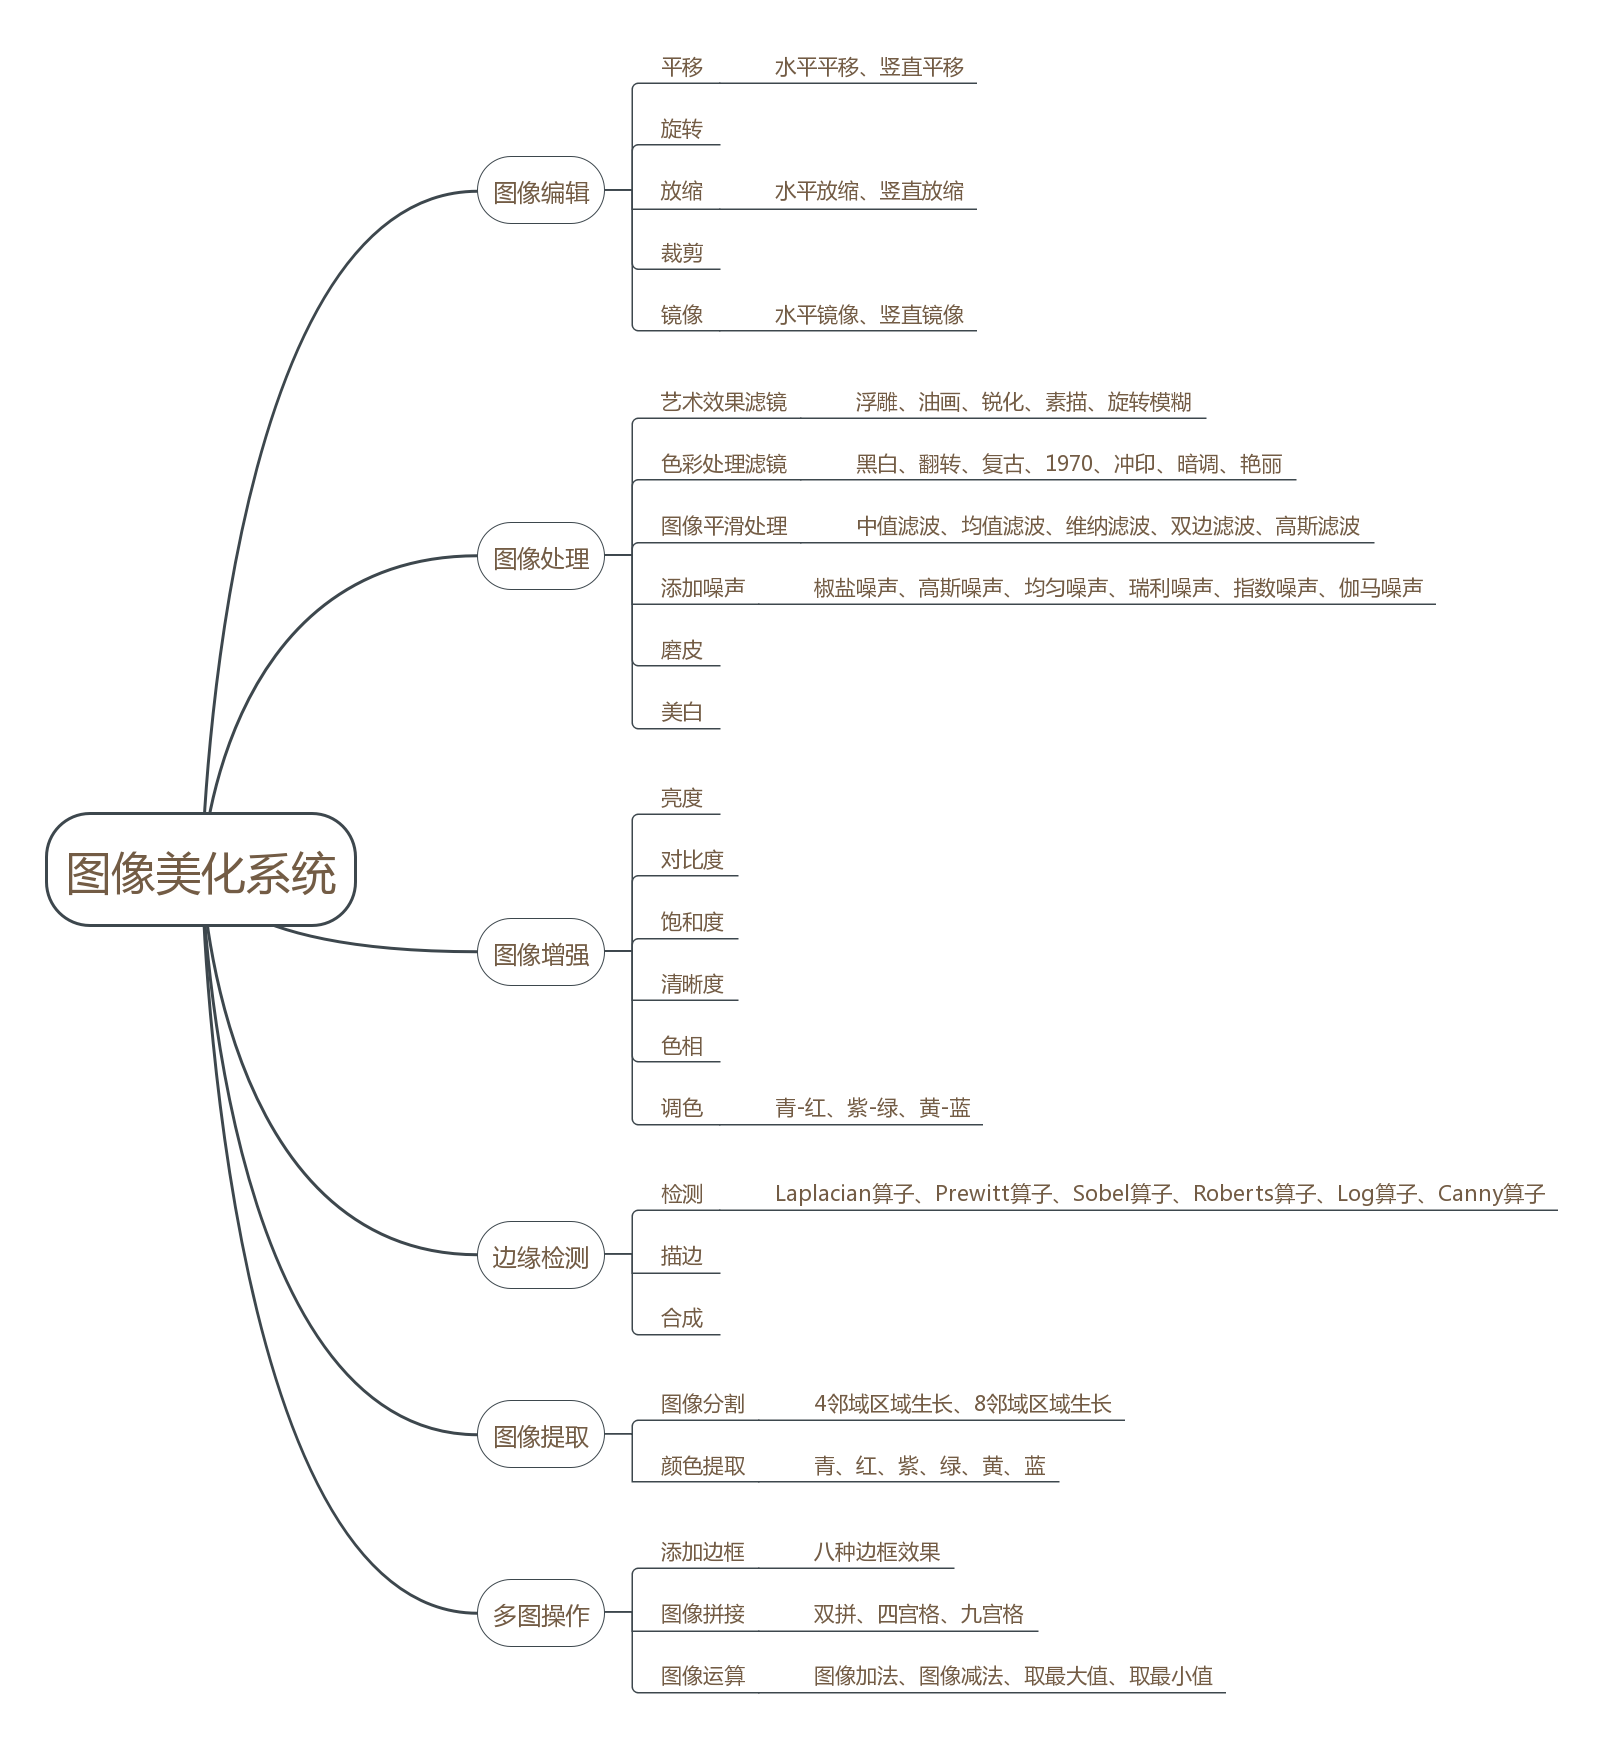 图像美化系统
图像编辑
平移 水平平移、竖直平移
旋转
放缩 水平放缩、竖直放缩
裁剪
镜像 水平镜像、竖直镜像
图像处理
艺术效果滤镜 浮雕、油画、锐化、素描、旋转模糊
色彩处理滤镜 黑白、翻转、复古、1970、冲印、暗调、艳丽
图像平滑处理 中值滤波、均值滤波、维纳滤波、双边滤波、高斯滤波
添加噪声 椒盐噪声、高斯噪声、均匀噪声、瑞利噪声、指数噪声、伽马噪声
磨皮
美白
图像增强
亮度
对比度
饱和度
清晰度
色相
调色 青-红、紫-绿、黄-蓝
边缘检测
检测 Laplacian算子、Prewitt算子、Sobel算子、Roberts算子、Log算子、Canny算子
描边
合成
图像提取
图像分割 4邻域区域生长、8邻域区域生长
颜色提取 青、红、紫、绿、黄、蓝
多图操作
添加边框 八种边框效果
图像拼接 双拼、四宫格、九宫格
图像运算 图像加法、图像减法、取最大值、取最小值